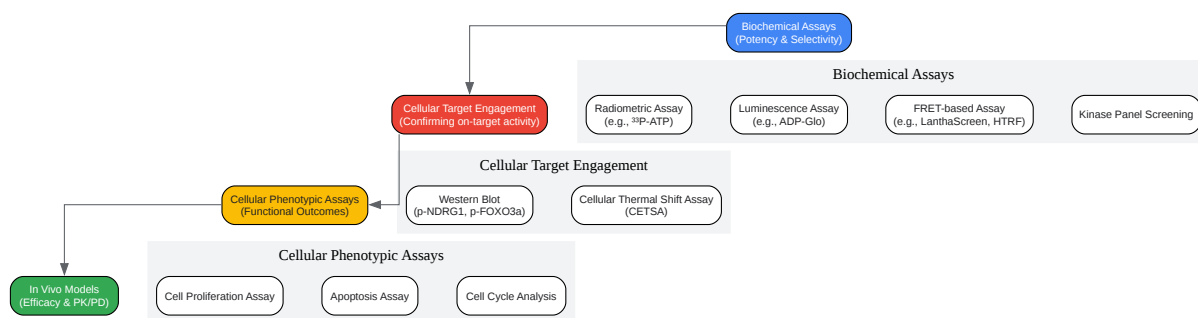 Biochemical Assays
(Potency & Selectivity)
Biochemical Assays
Radiometric Assay
(e.g., ³³P-ATP)
Luminescence Assay
(e.g., ADP-Glo)
FRET-based Assay
(e.g., LanthaScreen, HTRF)
Kinase Panel Screening
Cellular Target Engagement
(Confirming on-target activity)
Cellular Target Engagement
Western Blot
(p-NDRG1, p-FOXO3a)
Cellular Thermal Shift Assay
(CETSA)
Cellular Phenotypic Assays
(Functional Outcomes)
Cellular Phenotypic Assays
Cell Proliferation Assay
Apoptosis Assay
Cell Cycle Analysis
In Vivo Models
(Efficacy & PK/PD)